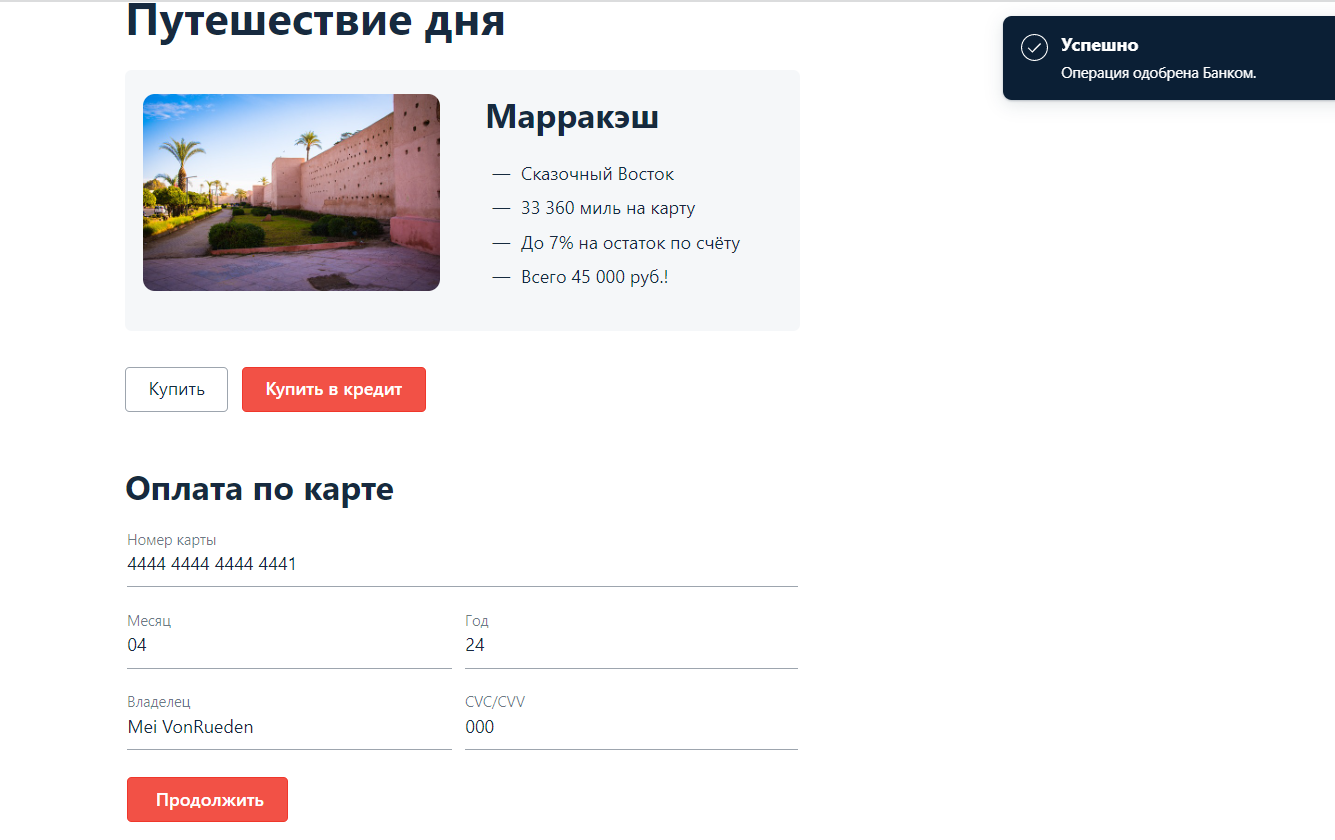 Путешествие дня
Успешно
Операция одобрена Банком.
Марракэш
— Сказочный Восток
— 33 360 миль на карту
— До 7% на остаток по счёту
— Всего 45 000 руб.!
Купить
Купить в кредит
Оплата по карте
Номер карты
4444 4444 4444 4441
Месяц
04
Год
24
Владелец
Mei VonRueden
CVC/CVV
000
Продолжить